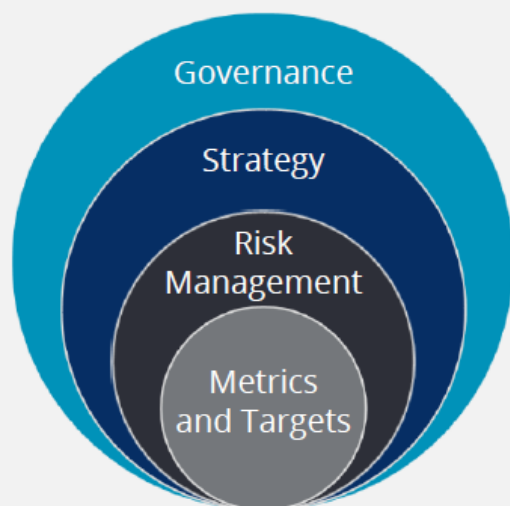 Governance
Strategy
Risk
Management
Metrics
and Targets